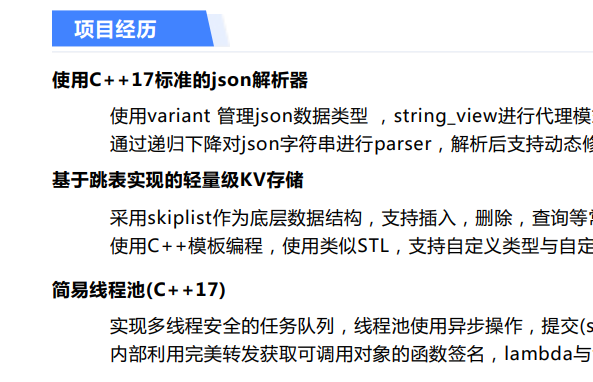 项目经历
使用C++17标准的json解析器
使用variant 管理json数据类型 ，string_view进行代理模
通过递归下降对json字符串进行parser，解析后支持动态修
基于跳表实现的轻量级KV存储
采用skiplist作为底层数据结构，支持插入，删除，查询等
使用C++模板编程，使用类似STL，支持自定义类型与自定
简易线程池(C++17)
实现多线程安全的任务队列，线程池使用异步操作，提交(s
内部利用完美转发获取可调用对象的函数签名，lambda与